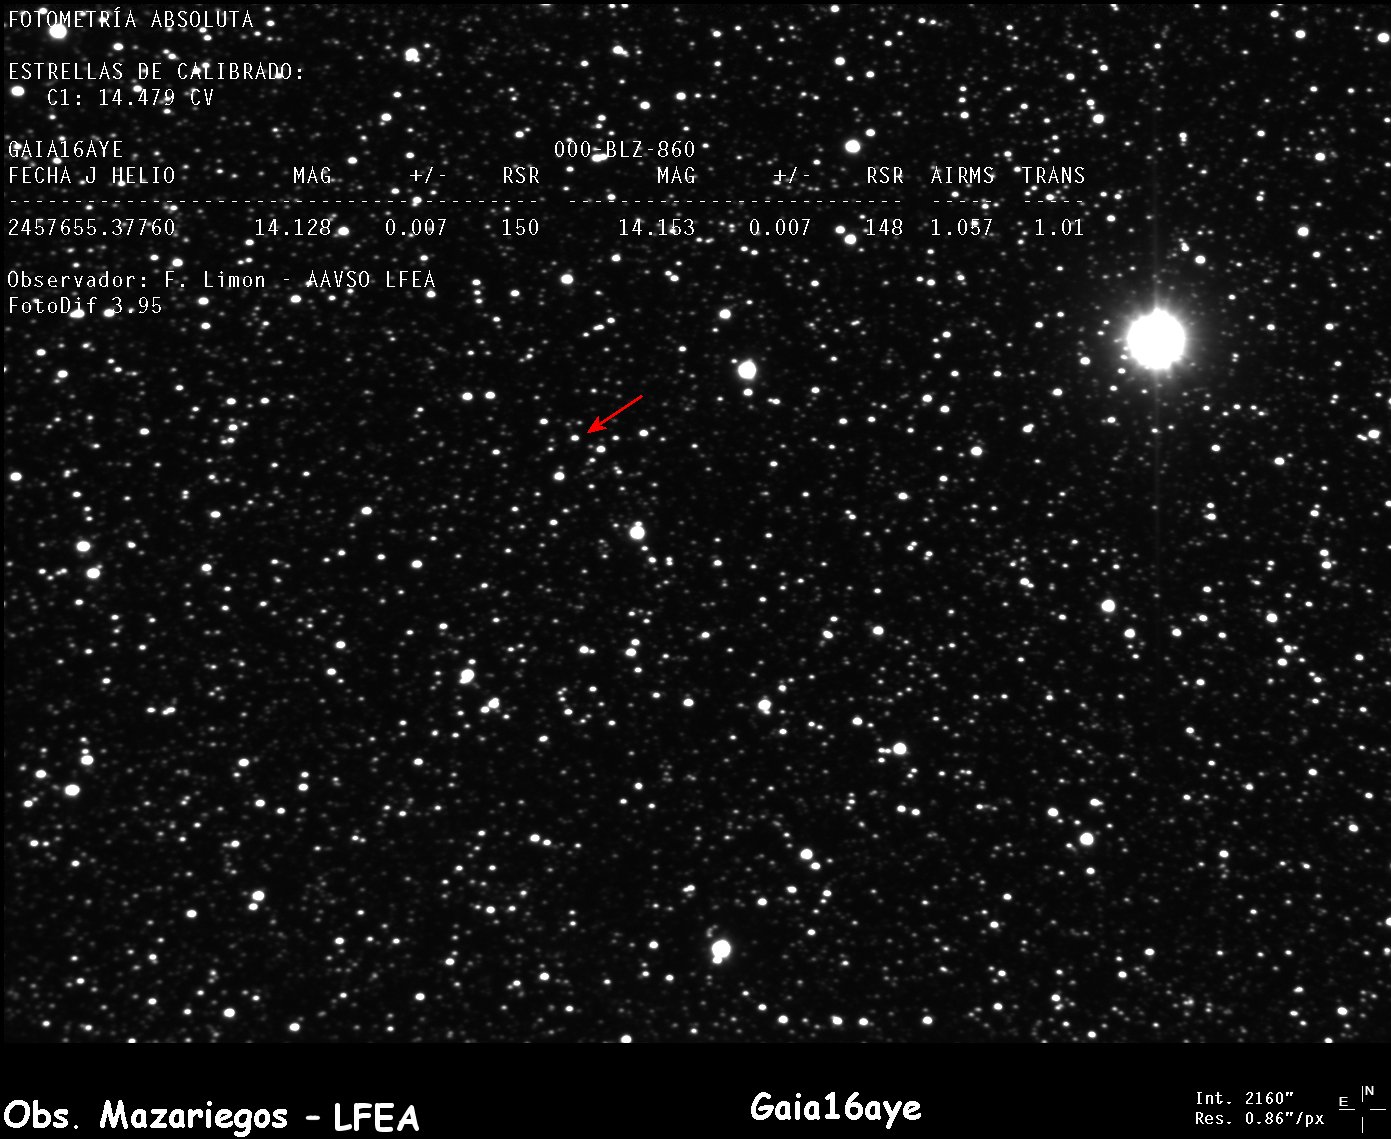 FOTOMETRÍA ABSOLUTA
ESTRELLAS DE CALIBRADO:
C1: 14.479 CV
GAIA16AYE 000-BLZ-860
FECHA J HELIO MAG +/- RSR MAG +/- RSR AIRMS TRANS
2457655.37760 14.128 0.007 150 14.153 0.007 148 1.057 1.01
Observador: F. Limon - AAVSO LFEA
FotoDif 3.95
Obs. Mazariegos - LFEA
Gaia16aye
Int. 2160"
Res. 0.86"/px
N
E